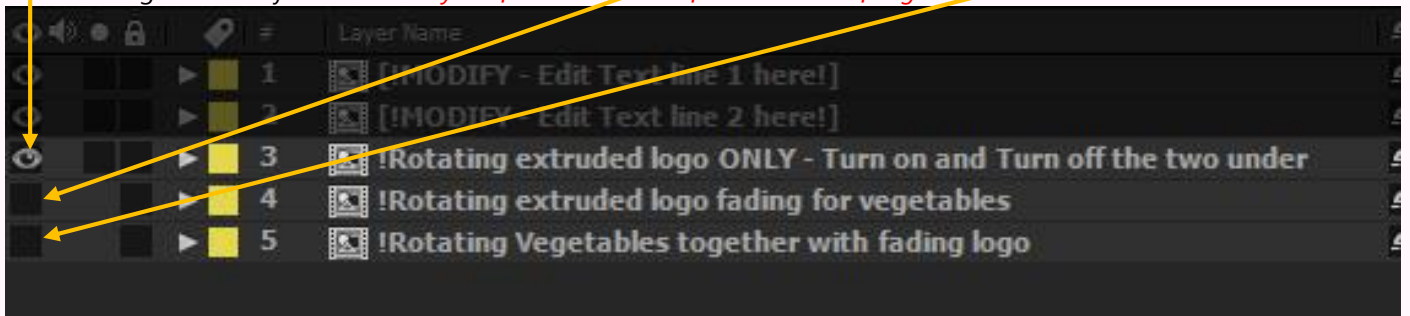 # Layer Name
1 [!MODIFY - Edit Text line 1 here!]
2 [!MODIFY - Edit Text line 2 here!]
3 !Rotating extruded logo ONLY - Turn on and Turn off the two under
4 !Rotating extruded logo fading for vegetables
5 !Rotating Vegetables together with fading logo